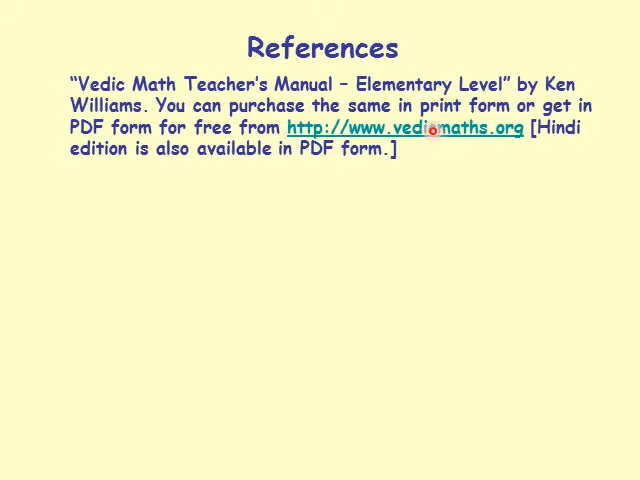 References
“Vedic Math Teacher’s Manual – Elementary Level” by Ken
Williams. You can purchase the same in print form or get in
PDF form for free from http://www.vedicmaths.org [Hindi
edition is also available in PDF form.]